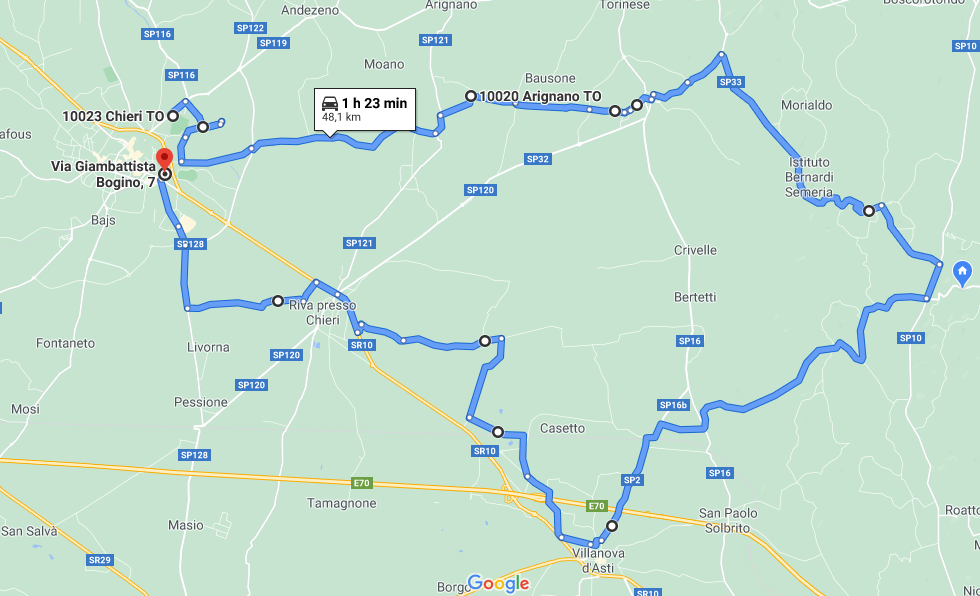 Andezeno
Arignano
Torinese
Boscorotondo
SP116
SP122
SP119
SP121
SP10
SP116
Moano
Bausone
SP33
1 h 23 min
48,1 km
10020 Arignano TO
10023 Chieri TO
Morialdo
afous
Via Giambattista
Bogino, 7
SP32
Istituto
Bernardi
Semeria
SP120
Bajs
SP128
SP121
Crivelle
Riva presso
Chieri
Bertetti
Fontaneto
Livorna
SR10
SP120
SP16
SP10
SP120
Mosi
Pessione
SP16b
Casetto
SP128
SR10
E70
SP2
SP16
Tamagnone
E70
San Paolo
Solbrito
Roatto
San Salvà
Masio
SR29
Villanova
d'Asti
Borgo
Google
SR10